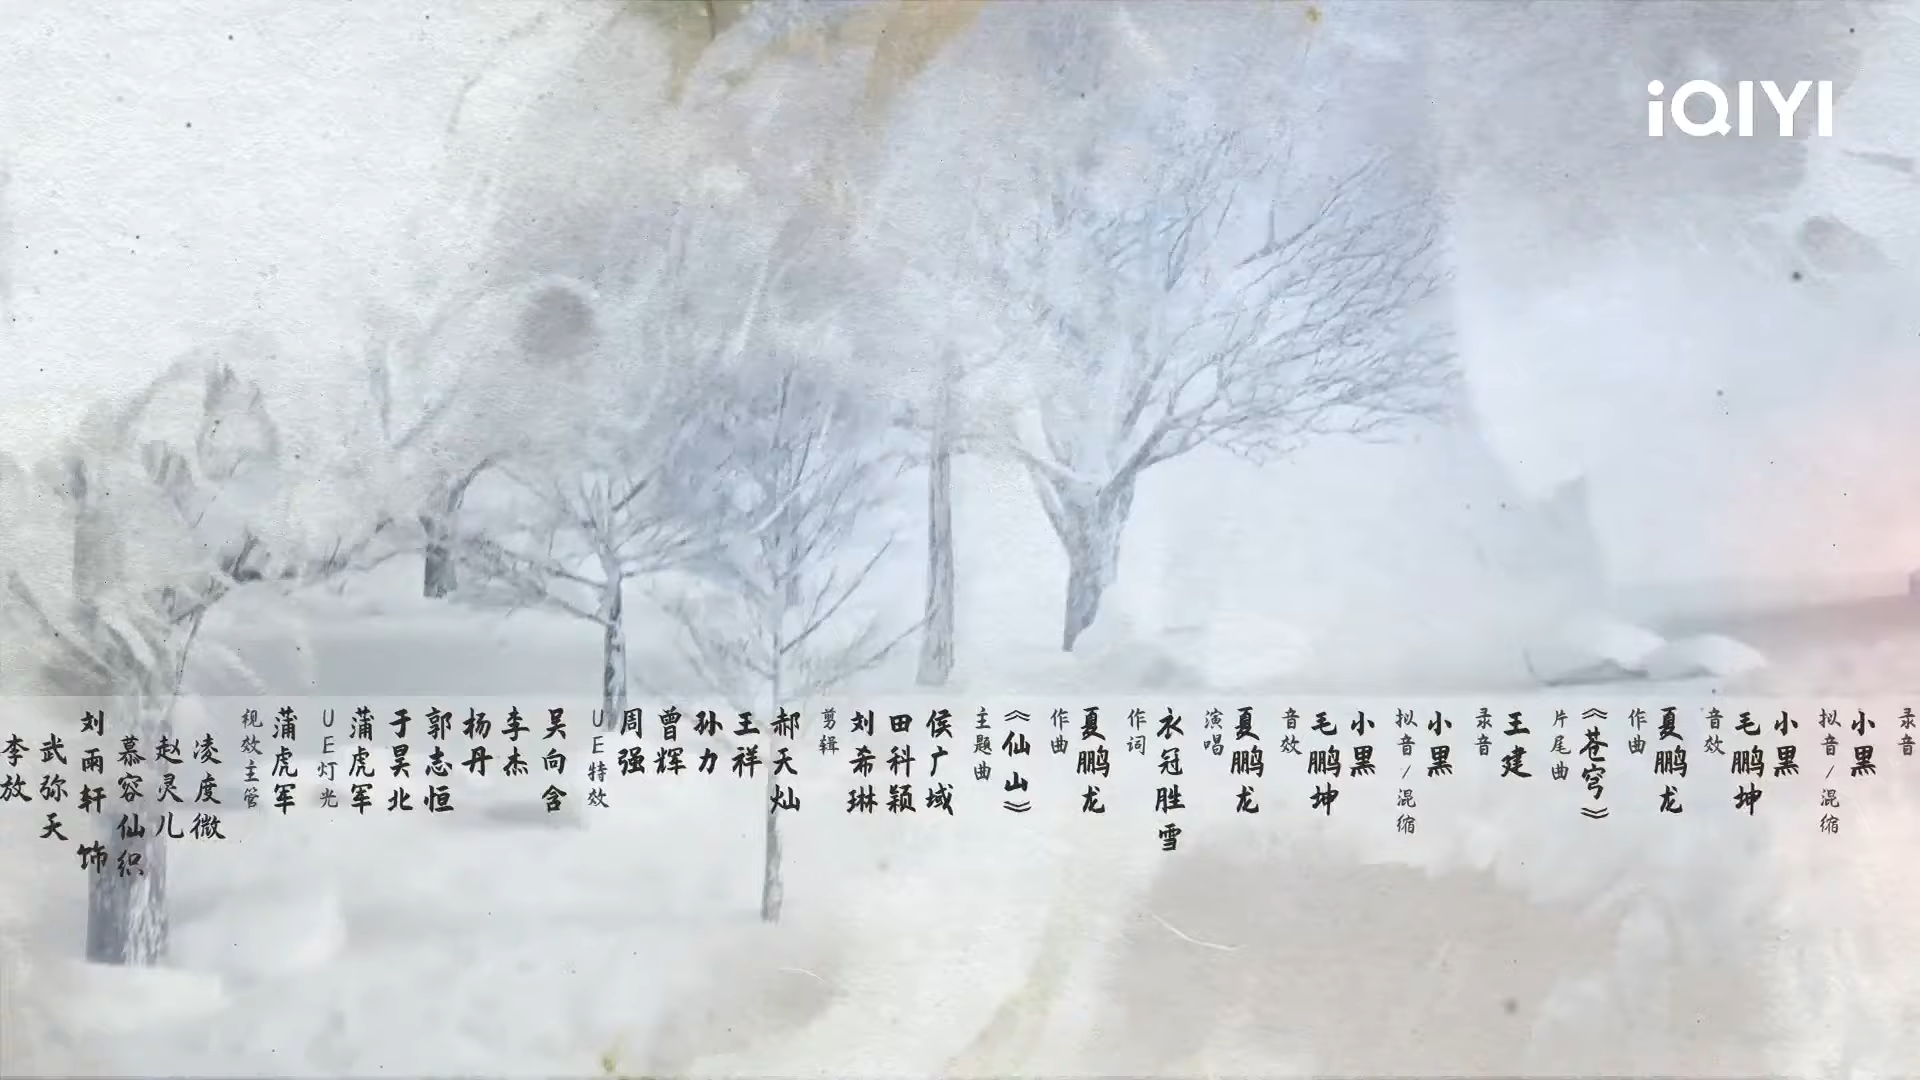 iQIYI
李放
武弥天
刘雨轩 饰
慕容仙 织
赵灵儿
凌度微
视效主管
蒲虎军
UE灯光
蒲虎军
于昊北
郭志恒
杨丹
李杰
吴向含
UE特效
周强
曾辉
孙力
王祥
郝天灿
剪辑
刘希琳
田科颖
侯广域
主题曲
《仙山》
作曲
夏鹏龙
作词
衣冠胜雪
演唱
夏鹏龙
音效
毛鹏坤
小黑
拟音/混缩
小黑
录音
王建
片尾曲
《苍穹》
作曲
夏鹏龙
音效
毛鹏坤
小黑
拟音/混缩
小黑
录音